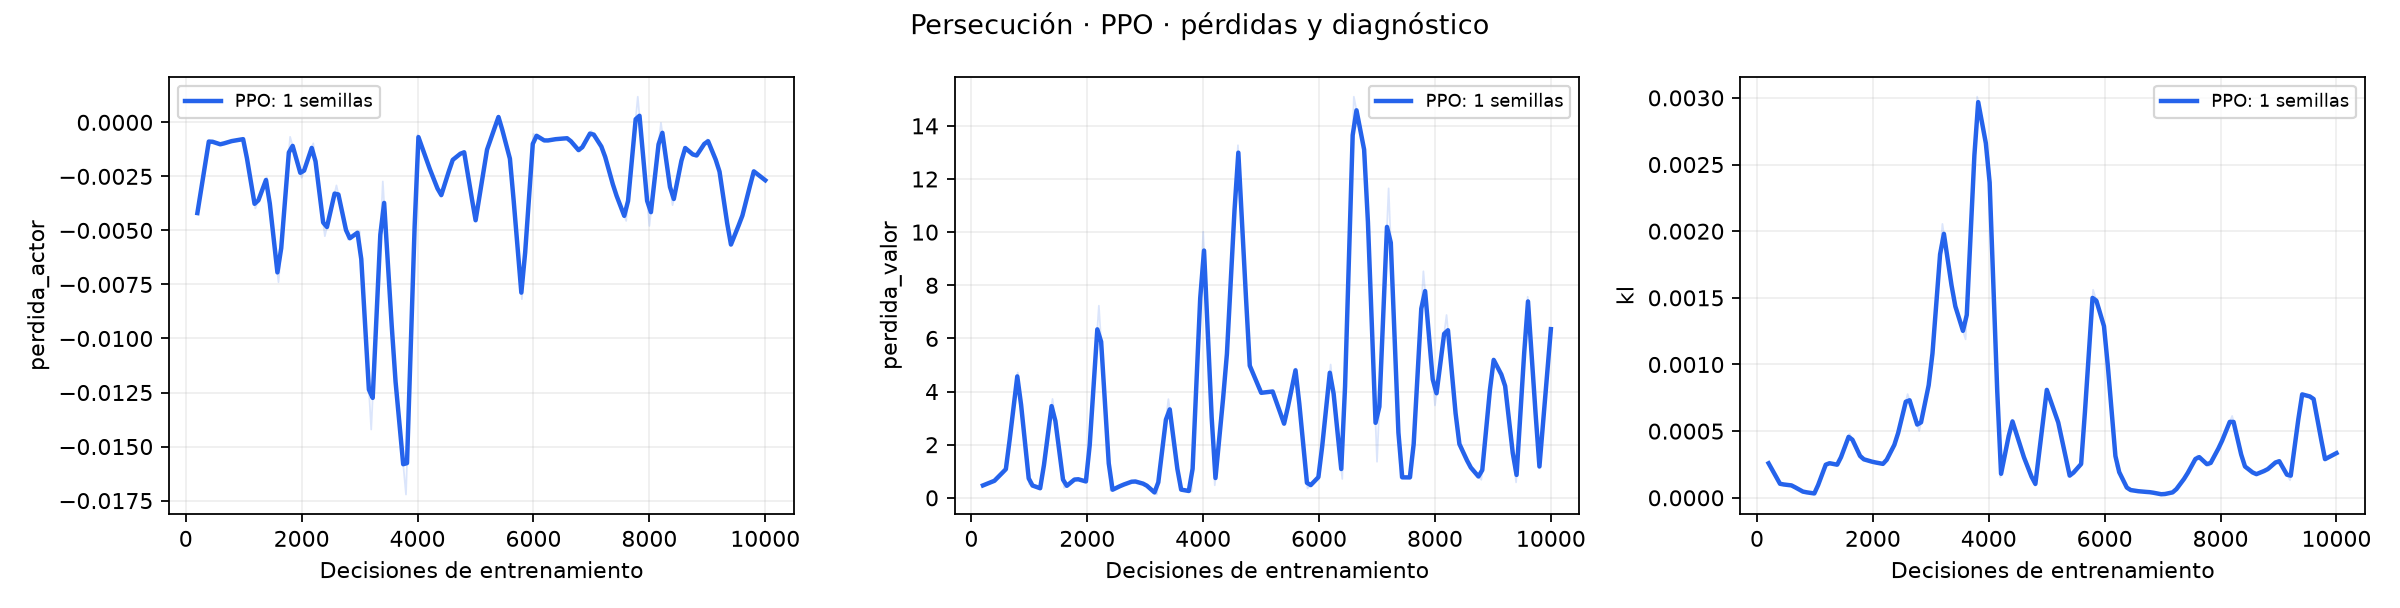 Persecución · PPO · pérdidas y diagnóstico
perdida_actor
0.0000
−0.0025
−0.0050
−0.0075
−0.0100
−0.0125
−0.0150
−0.0175
PPO: 1 semillas
0 2000 4000 6000 8000 10000
Decisiones de entrenamiento
perdida_valor
14
12
10
8
6
4
2
0
PPO: 1 semillas
0 2000 4000 6000 8000 10000
Decisiones de entrenamiento
kl
0.0030
0.0025
0.0020
0.0015
0.0010
0.0005
0.0000
PPO: 1 semillas
0 2000 4000 6000 8000 10000
Decisiones de entrenamiento